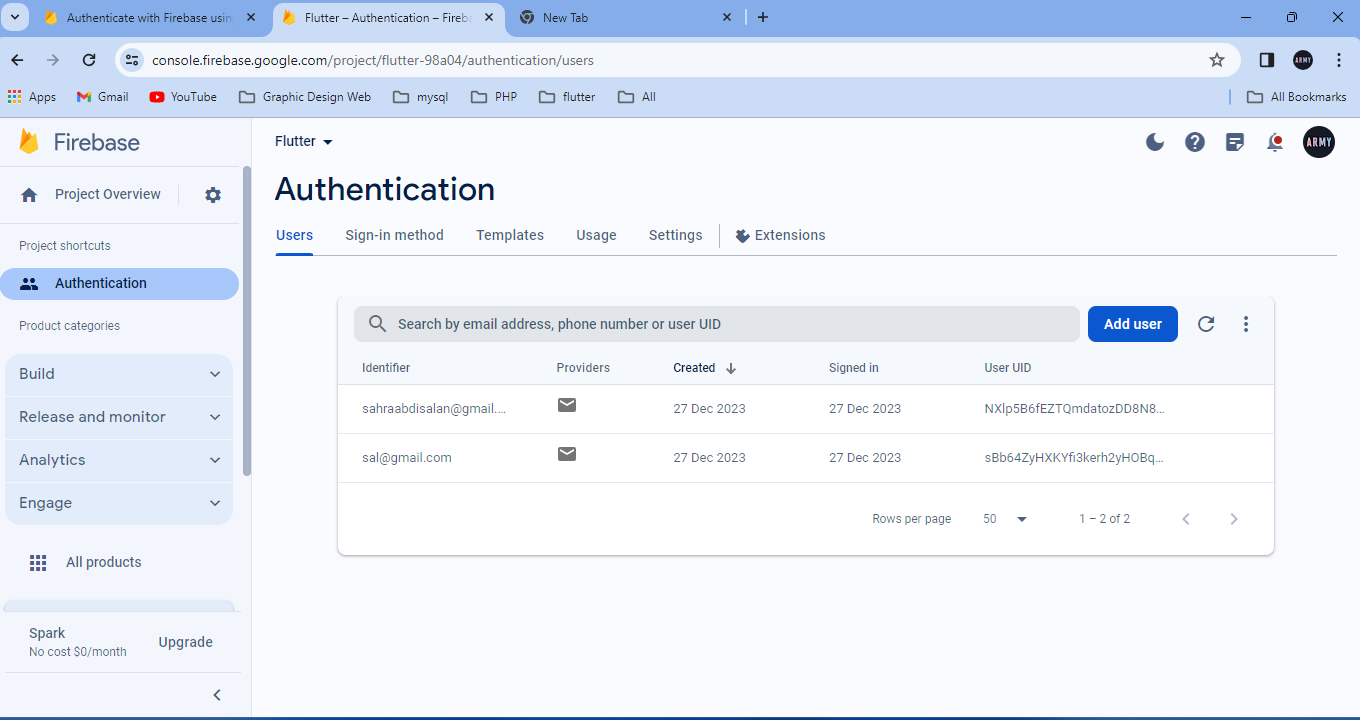 Authenticate with Firebase usin
Flutter – Authentication – Fireba
New Tab
console.firebase.google.com/project/flutter-98a04/authentication/users
ARMY
Apps
Gmail
YouTube
Graphic Design Web
mysql
PHP
flutter
All
All Bookmarks
Firebase
Flutter
ARMY
Project Overview
Authentication
Users
Sign-in method
Templates
Usage
Settings
Extensions
Project shortcuts
Authentication
Product categories
Build
Release and monitor
Analytics
Engage
All products
Spark
No cost $0/month
Upgrade
Search by email address, phone number or user UID
Add user
Identifier Providers Created Signed in User UID
sahraabdisalan@gmail.... 27 Dec 2023 27 Dec 2023 NXlp5B6fEZTQmdatozDD8N8...
sal@gmail.com 27 Dec 2023 27 Dec 2023 sBb64ZyHXKYfi3kerh2yHOBq...
Rows per page 50 1 – 2 of 2